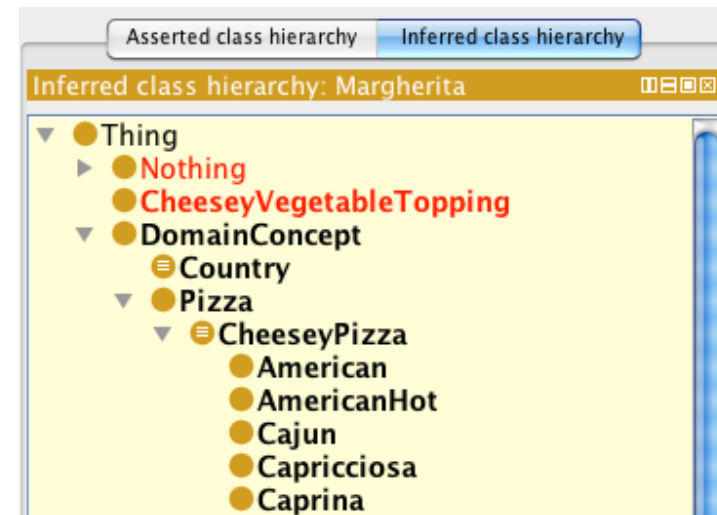 Asserted class hierarchy Inferred class hierarchy
Inferred class hierarchy: Margherita
Thing
Nothing
CheeseyVegetableTopping
DomainConcept
Country
Pizza
CheeseyPizza
American
AmericanHot
Cajun
Capricciosa
Caprina